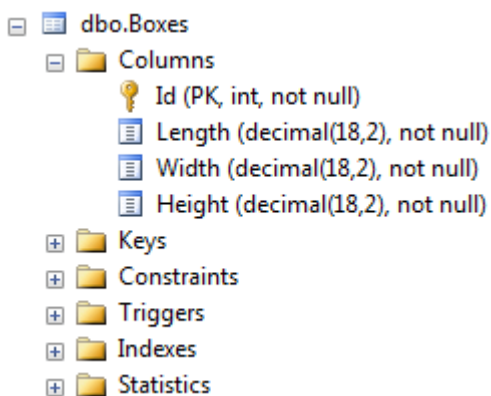 dbo.Boxes
Columns
Id (PK, int, not null)
Length (decimal(18,2), not null)
Width (decimal(18,2), not null)
Height (decimal(18,2), not null)
Keys
Constraints
Triggers
Indexes
Statistics